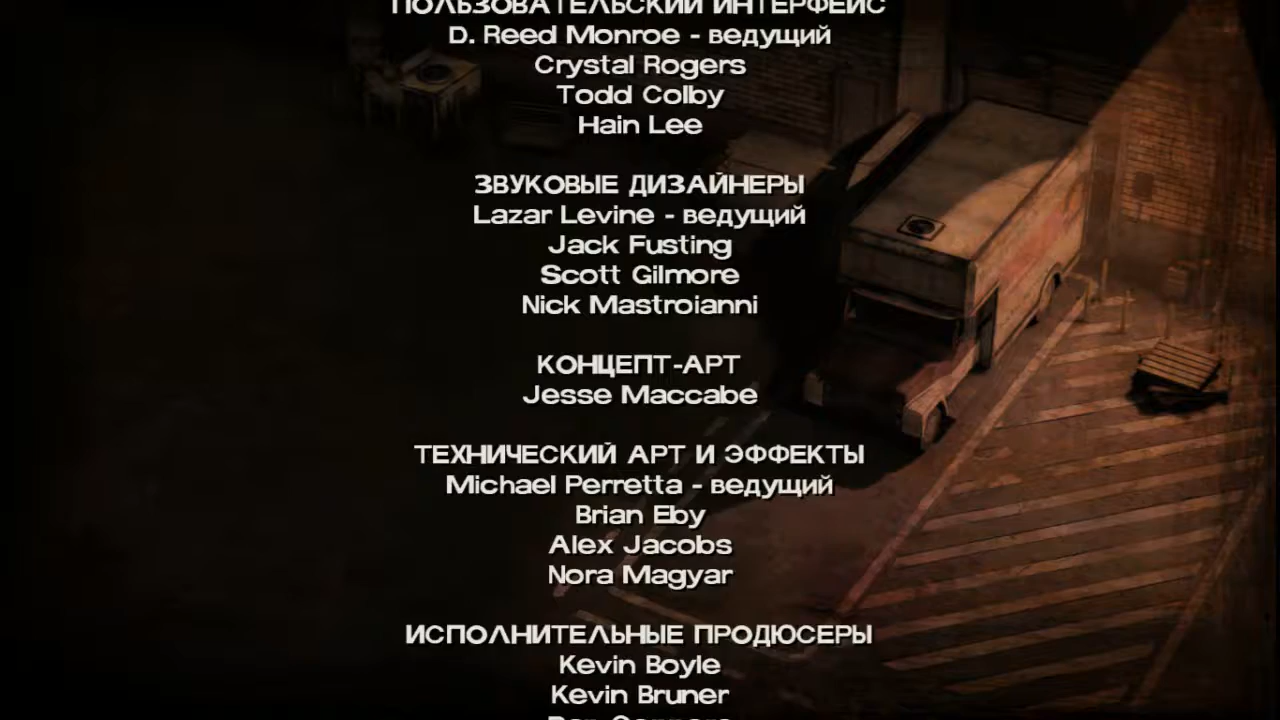 ПОЛЬЗОВАТЕЛЬСКИЙ ИНТЕРФЕЙС
D. Reed Monroe - ведущий
Crystal Rogers
Todd Colby
Hain Lee
ЗВУКОВЫЕ ДИЗАЙНЕРЫ
Lazar Levine - ведущий
Jack Fusting
Scott Gilmore
Nick Mastroianni
КОНЦЕПТ-АРТ
Jesse Maccabe
ТЕХНИЧЕСКИЙ АРТ И ЭФФЕКТЫ
Michael Perretta - ведущий
Brian Eby
Alex Jacobs
Nora Magyar
ИСПОЛНИТЕЛЬНЫЕ ПРОДЮСЕРЫ
Kevin Boyle
Kevin Bruner